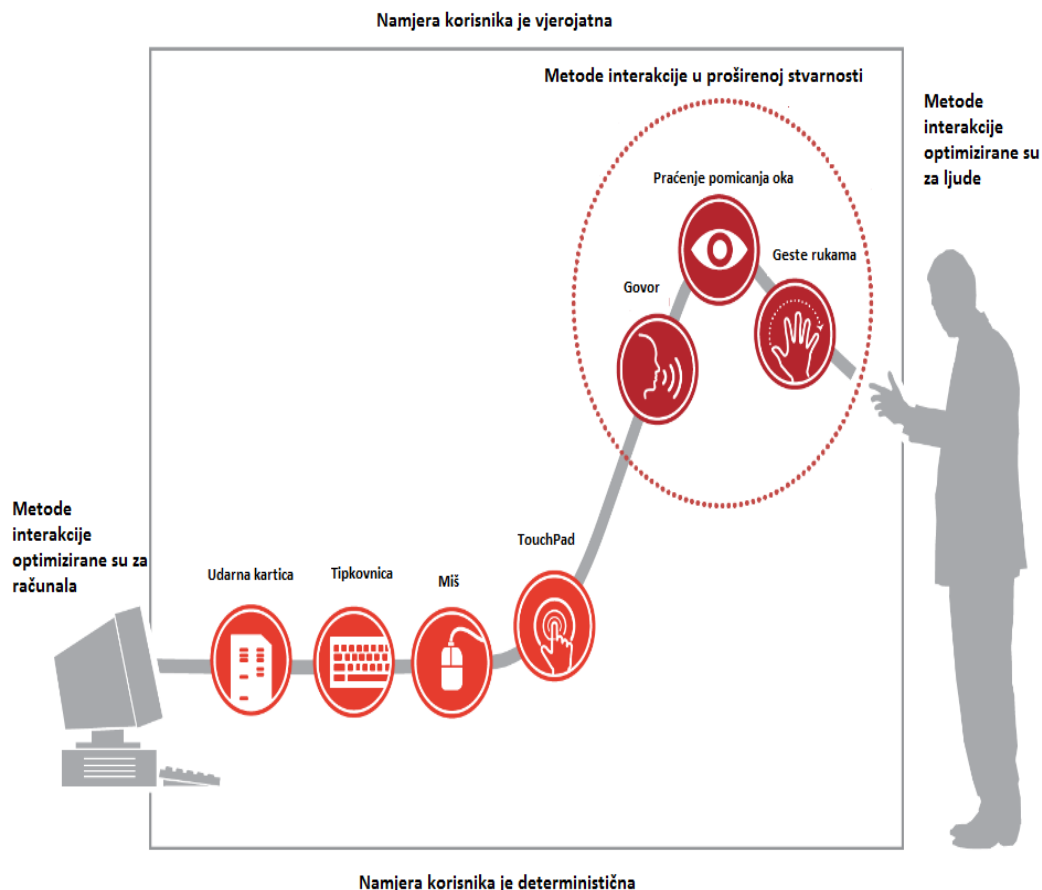 Namjera korisnika je vjerojatna
Metode interakcije u proširenoj stvarnosti
Metode
interakcije
optimizirane su
za ljude
Praćenje pomicanja oka
Geste rukama
Govor
Metode
interakcije
optimizirane su za
računala
TouchPad
Udarna kartica
Tipkovnica
Miš
Namjera korisnika je deterministična